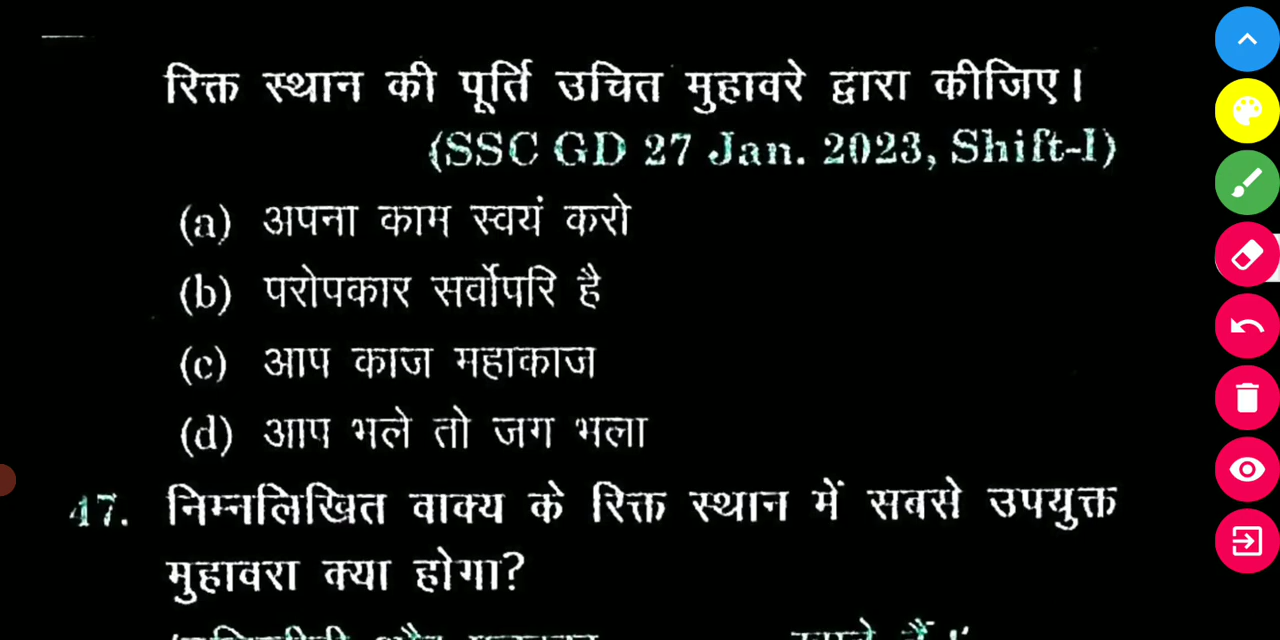 रिक्त स्थान की पूर्ति उचित मुहावरे द्वारा कीजिए।
(SSC GD 27 Jan. 2023, Shift-I)
(a) अपना काम स्वयं करो
(b) परोपकार सर्वोपरि है
(c) आप काज महाकाज
(d) आप भले तो जग भला
47. निम्नलिखित वाक्य के रिक्त स्थान में सबसे उपयुक्त
मुहावरा क्या होगा?